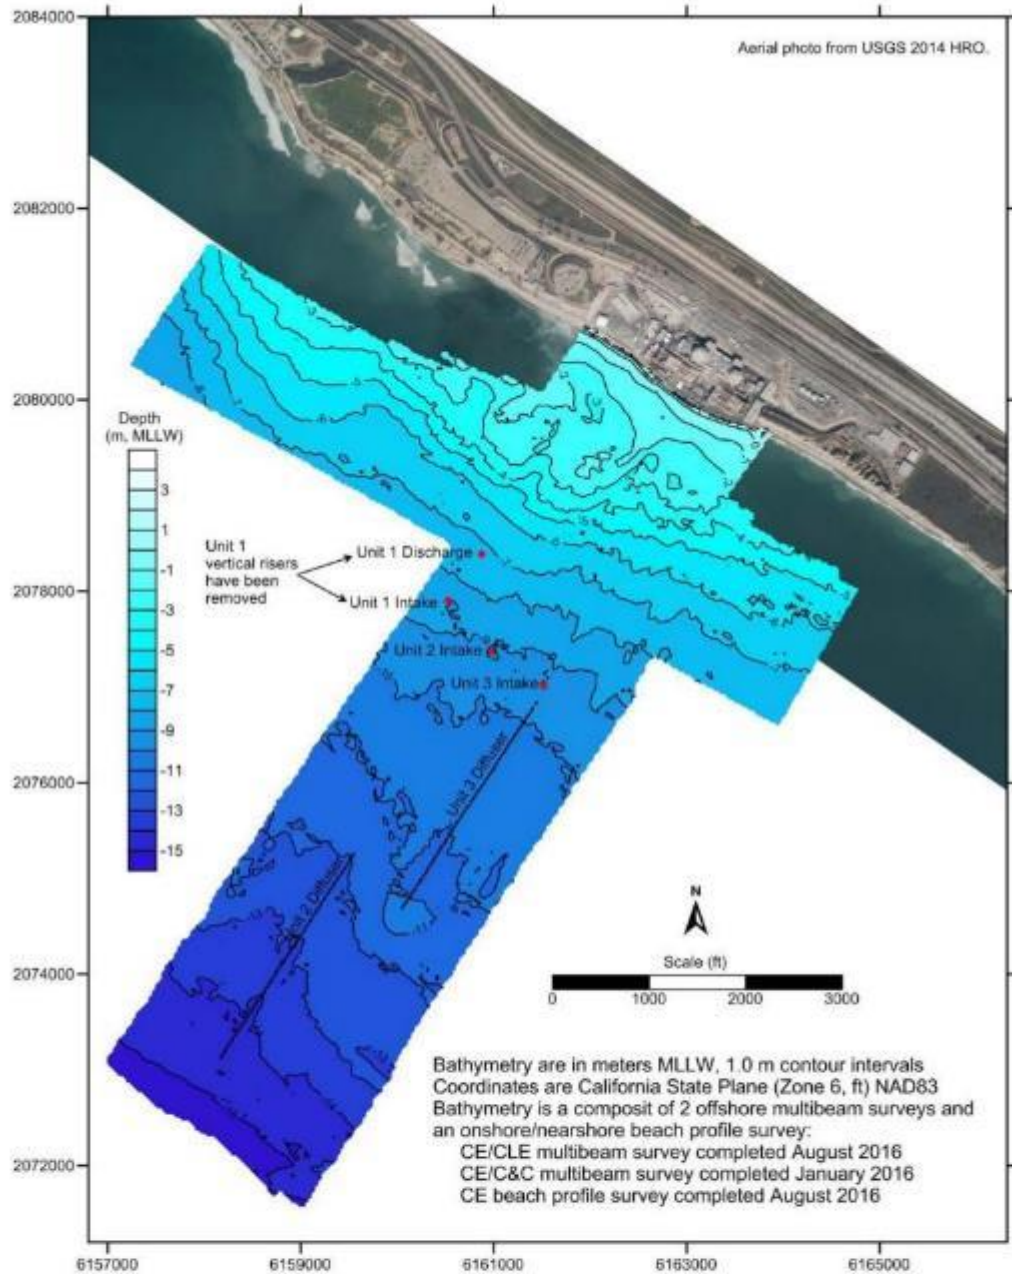 2084000
Aerial photo from USGS 2014 HRO.
2082000
2080000
Depth
(m, MLLW)
3
1
-1
-3
-5
-7
-9
-11
-13
-15
Unit 1
vertical risers
have been
removed
Unit 1 Discharge
Unit 1 Intake
2078000
Unit 2 Intake
Unit 3 Intake
Unit 3 Diffuser
2076000
Unit 2 Diffuser
N
2074000
Scale (ft)
0 1000 2000 3000
Bathymetry are in meters MLLW, 1.0 m contour intervals
Coordinates are California State Plane (Zone 6, ft) NAD83
Bathymetry is a composit of 2 offshore multibeam surveys and
an onshore/nearshore beach profile survey:
CE/CLE multibeam survey completed August 2016
CE/C&C multibeam survey completed January 2016
CE beach profile survey completed August 2016
2072000
6157000 6159000 6161000 6163000 6165000